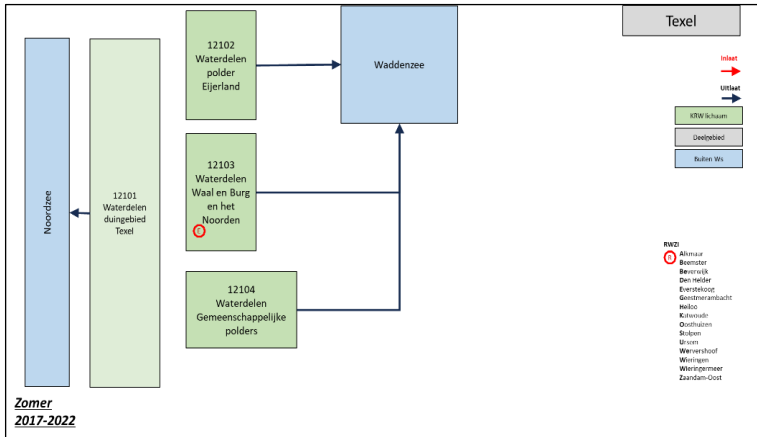 12102
Waterdelen
polder
Eijerland
Waddenzee
Texel
Inlaat
Uitlaat
KRW lichaam
Deelgebied
Buiten Ws
Noordzee
12101
Waterdelen
duingebied
Texel
12103
Waterdelen
Waal en Burg
en het
Noorden
E
12104
Waterdelen
Gemeenschappelijke
polders
RWZI
B
Alkmaar
Beemster
Beverwijk
Den Helder
Everstekoog
Geestmerambacht
Heiloo
Katwoude
Oosthuizen
Stolpen
Ursem
Wervershoof
Wieringen
Wieringermeer
Zaandam-Oost
Zomer
2017-2022